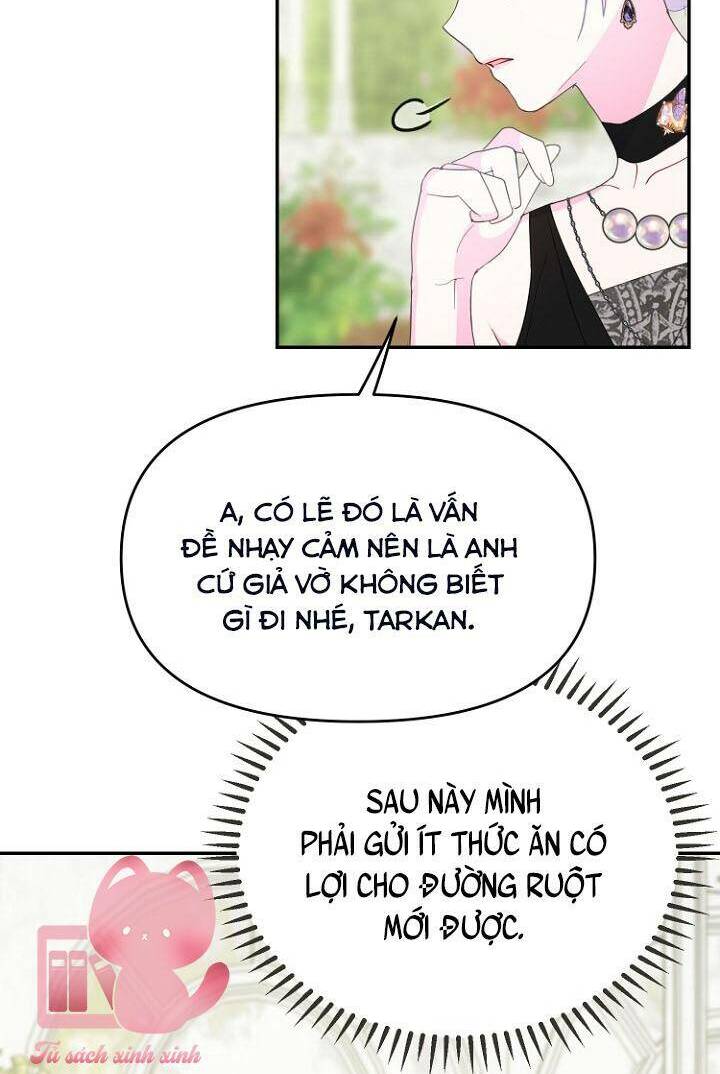 A, CÓ LẼ ĐÓ LÀ VẤN
ĐỀ NHẠY CẢM NÊN LÀ ANH
CỨ GIẢ VỜ KHÔNG BIẾT
GÌ ĐI NHÉ, TARKAN.
SAU NÀY MÌNH
PHẢI GỬI ÍT THỨC ĂN CÓ
LỢI CHO ĐƯỜNG RUỘT
MỚI ĐƯỢC.
Tủ sách xinh xinh